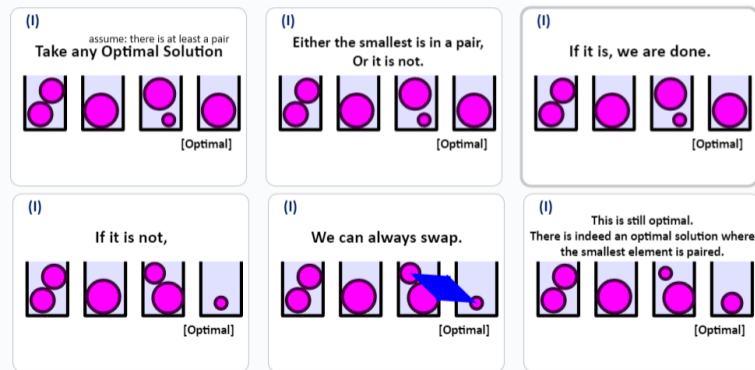 (I)
assume: there is at least a pair
Take any Optimal Solution
[Optimal]
(I)
Either the smallest is in a pair,
Or it is not.
[Optimal]
(I)
If it is, we are done.
[Optimal]
(I)
If it is not,
[Optimal]
(I)
We can always swap.
[Optimal]
(I)
This is still optimal.
There is indeed an optimal solution where
the smallest element is paired.
[Optimal]